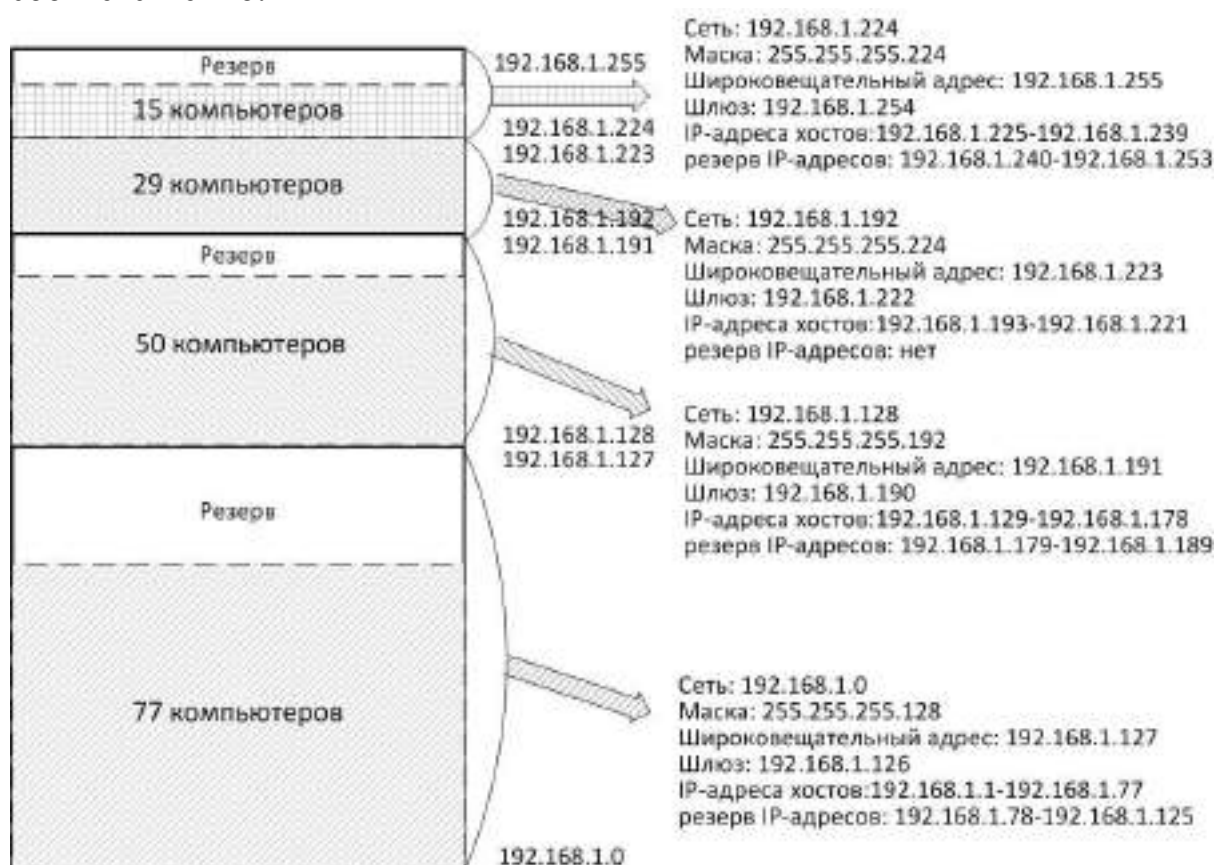 Резерв
15 компьютеров
29 компьютеров
Резерв
50 компьютеров
Резерв
77 компьютеров
192.168.1.255
192.168.1.224
192.168.1.223
192.168.1.192
192.168.1.191
192.168.1.128
192.168.1.127
192.168.1.0
Сеть: 192.168.1.224
Маска: 255.255.255.224
Широковещательный адрес: 192.168.1.255
Шлюз: 192.168.1.254
IP-адреса хостов:192.168.1.225-192.168.1.239
резерв IP-адресов: 192.168.1.240-192.168.1.253
Сеть: 192.168.1.192
Маска: 255.255.255.224
Широковещательный адрес: 192.168.1.223
Шлюз: 192.168.1.222
IP-адреса хостов:192.168.1.193-192.168.1.221
резерв IP-адресов: нет
Сеть: 192.168.1.128
Маска: 255.255.255.192
Широковещательный адрес: 192.168.1.191
Шлюз: 192.168.1.190
IP-адреса хостов:192.168.1.129-192.168.1.178
резерв IP-адресов: 192.168.1.179-192.168.1.189
Сеть: 192.168.1.0
Маска: 255.255.255.128
Широковещательный адрес: 192.168.1.127
Шлюз: 192.168.1.126
IP-адреса хостов:192.168.1.1-192.168.1.77
резерв IP-адресов: 192.168.1.78-192.168.1.125